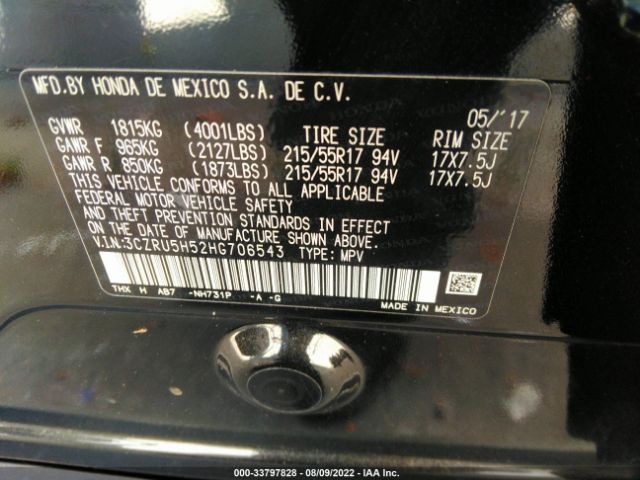 MFD.BY HONDA DE MEXICO S.A. DE C.V.
05/'17
GVWR 1815KG (4001LBS) TIRE SIZE RIM SIZE
GAWR F 965KG (2127LBS) 215/55R17 94V 17X7.5J
GAWR R 850KG (1873LBS) 215/55R17 94V 17X7.5J
THIS VEHICLE CONFORMS TO ALL APPLICABLE
FEDERAL MOTOR VEHICLE SAFETY
AND THEFT PREVENTION STANDARDS IN EFFECT
ON THE DATE OF MANUFACTURE SHOWN ABOVE.
V.I.N:3CZRU5H52HG706543 TYPE: MPV
THX H AB7 -NH731P -A -G MADE IN MEXICO
000-33797828 - 08/09/2022 - IAA Inc.